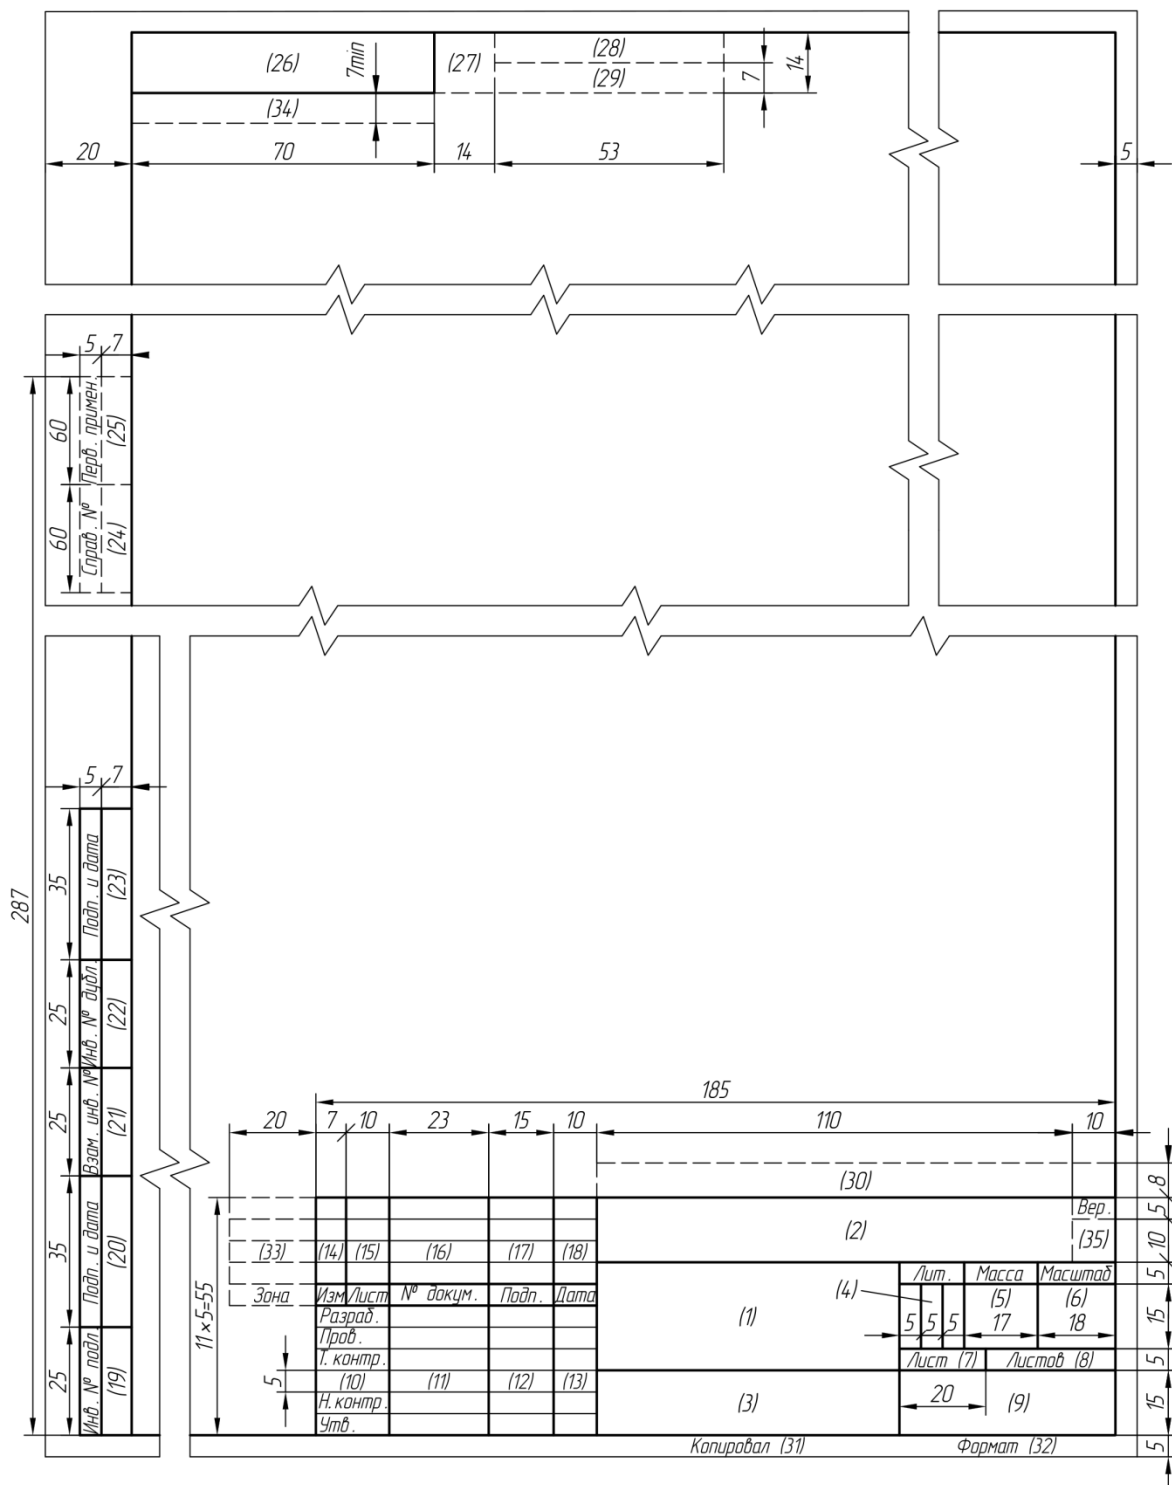 (26)
7min
(27)
(28)
(29)
7
14
(34)
20
70
14
53
5
5
7
60
Перв. примен.
(25)
60
Справ. №
(24)
287
5
7
35
Подп. и дата
(23)
25
Инв. № дубл.
(22)
25
Взам. инв. №
(21)
35
Подп. и дата
(20)
25
Инв. № подл.
(19)
185
20
7
10
23
15
10
110
10
(30)
8
5
10
5
15
5
15
5
11×5=55
5
(2)
Вер.
(35)
(33)
(14)
(15)
(16)
(17)
(18)
Зона
Изм
Лист
№ докум.
Подп.
Дата
Разраб.
Пров.
Т. контр.
(10)
(11)
(12)
(13)
Н. контр.
Утв.
(1)
(4)
Лит.
Масса
Масштаб
(5)
(6)
5
5
5
17
18
Лист (7)
Листов (8)
(3)
20
(9)
Копировал (31)
Формат (32)